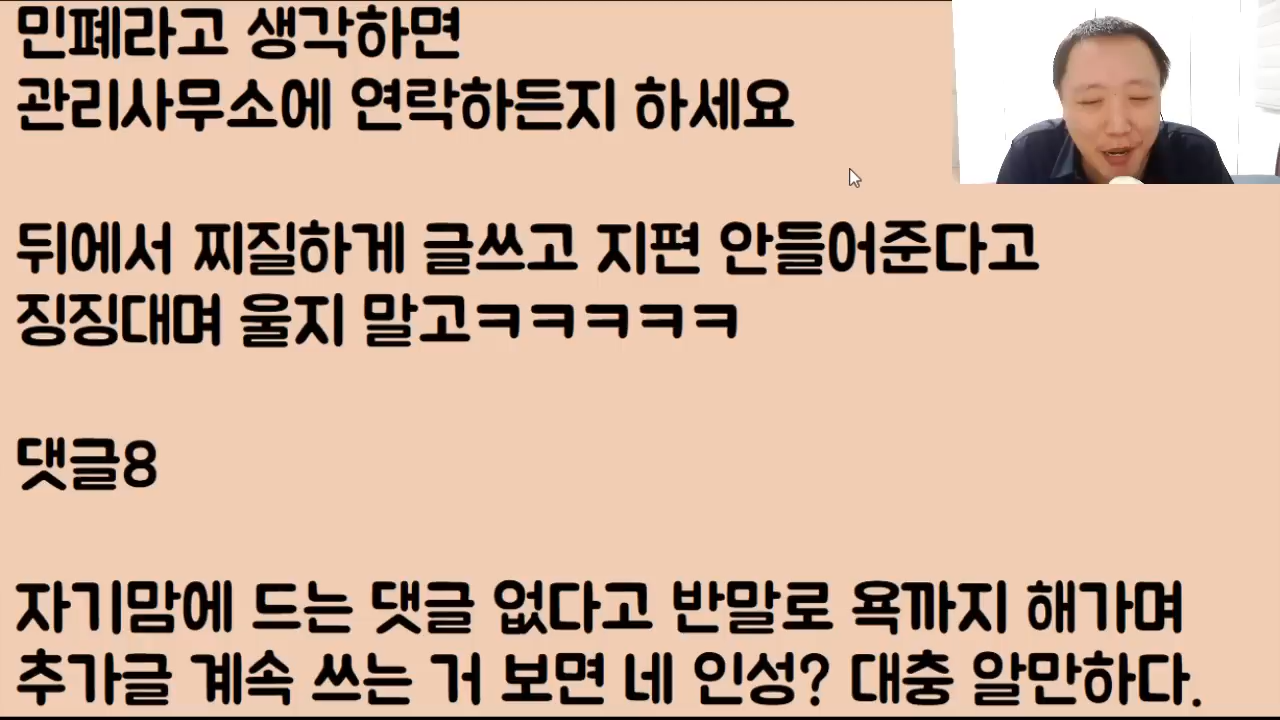 민폐라고 생각하면
관리사무소에 연락하든지 하세요
뒤에서 찌질하게 글쓰고 지편 안들어준다고
징징대며 울지 말고ㅋㅋㅋㅋㅋ
댓글8
자기맘에 드는 댓글 없다고 반말로 욕까지 해가며
추가글 계속 쓰는 거 보면 네 인성? 대충 알만하다.